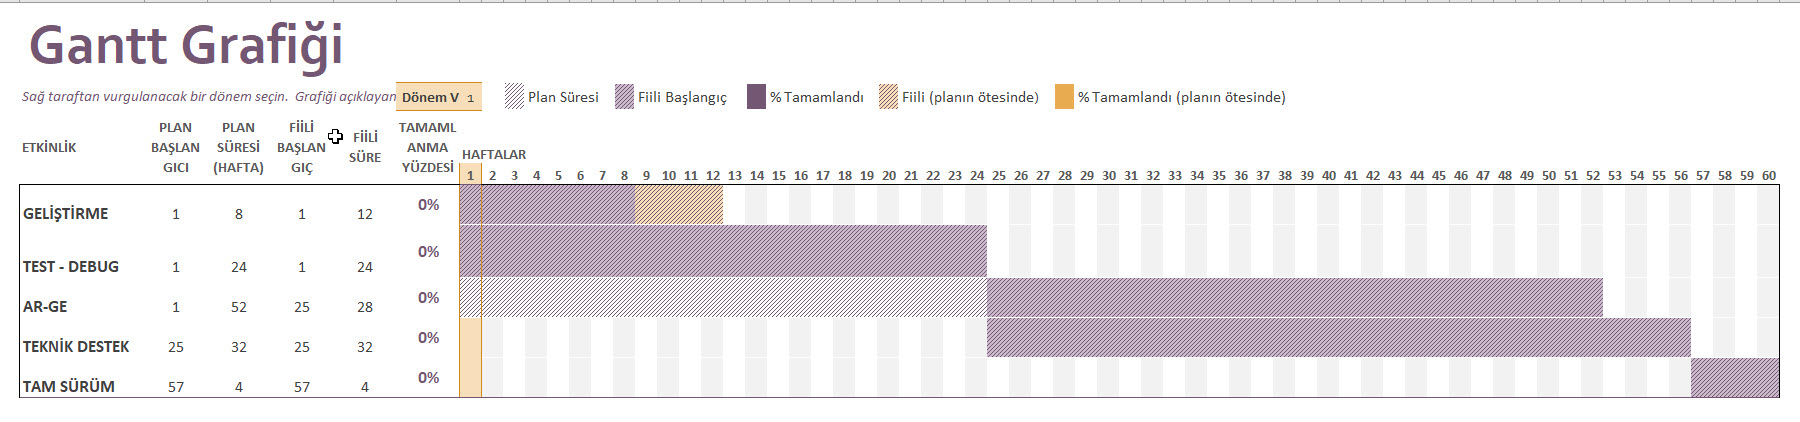 Gantt Grafiği
Sağ taraftan vurgulanacak bir dönem seçin. Grafiği açıklayan
Dönem V 1
Plan Süresi
Fiili Başlangıç
% Tamamlandı
Fiili (planın ötesinde)
% Tamamlandı (planın ötesinde)
ETKİNLİK
PLAN
BAŞLAN
GICI
PLAN
SÜRESİ
(HAFTA)
FİİLİ
BAŞLAN
GIÇ
FİİLİ
SÜRE
TAMAML
ANMA
YÜZDESİ
HAFTALAR
1 2 3 4 5 6 7 8 9 10 11 12 13 14 15 16 17 18 19 20 21 22 23 24 25 26 27 28 29 30 31 32 33 34 35 36 37 38 39 40 41 42 43 44 45 46 47 48 49 50 51 52 53 54 55 56 57 58 59 60
GELİŞTİRME 1 8 1 12 0%
TEST - DEBUG 1 24 1 24 0%
AR-GE 1 52 25 28 0%
TEKNİK DESTEK 25 32 25 32 0%
TAM SÜRÜM 57 4 57 4 0%